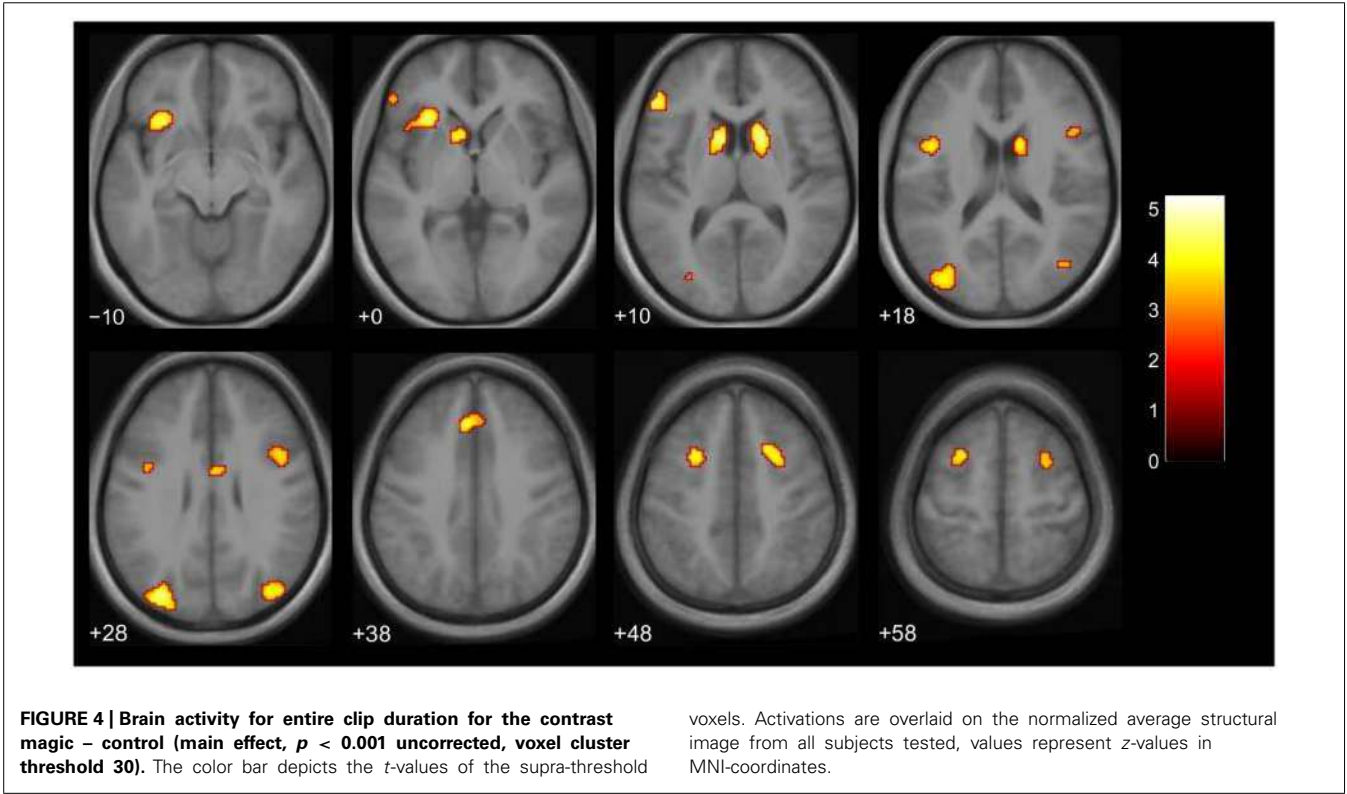 −10
+0
+10
+18
5
4
3
2
1
0
+28
+38
+48
+58
FIGURE 4 | Brain activity for entire clip duration for the contrast
magic – control (main effect, p < 0.001 uncorrected, voxel cluster
threshold 30). The color bar depicts the t-values of the supra-threshold
voxels. Activations are overlaid on the normalized average structural
image from all subjects tested, values represent z-values in
MNI-coordinates.